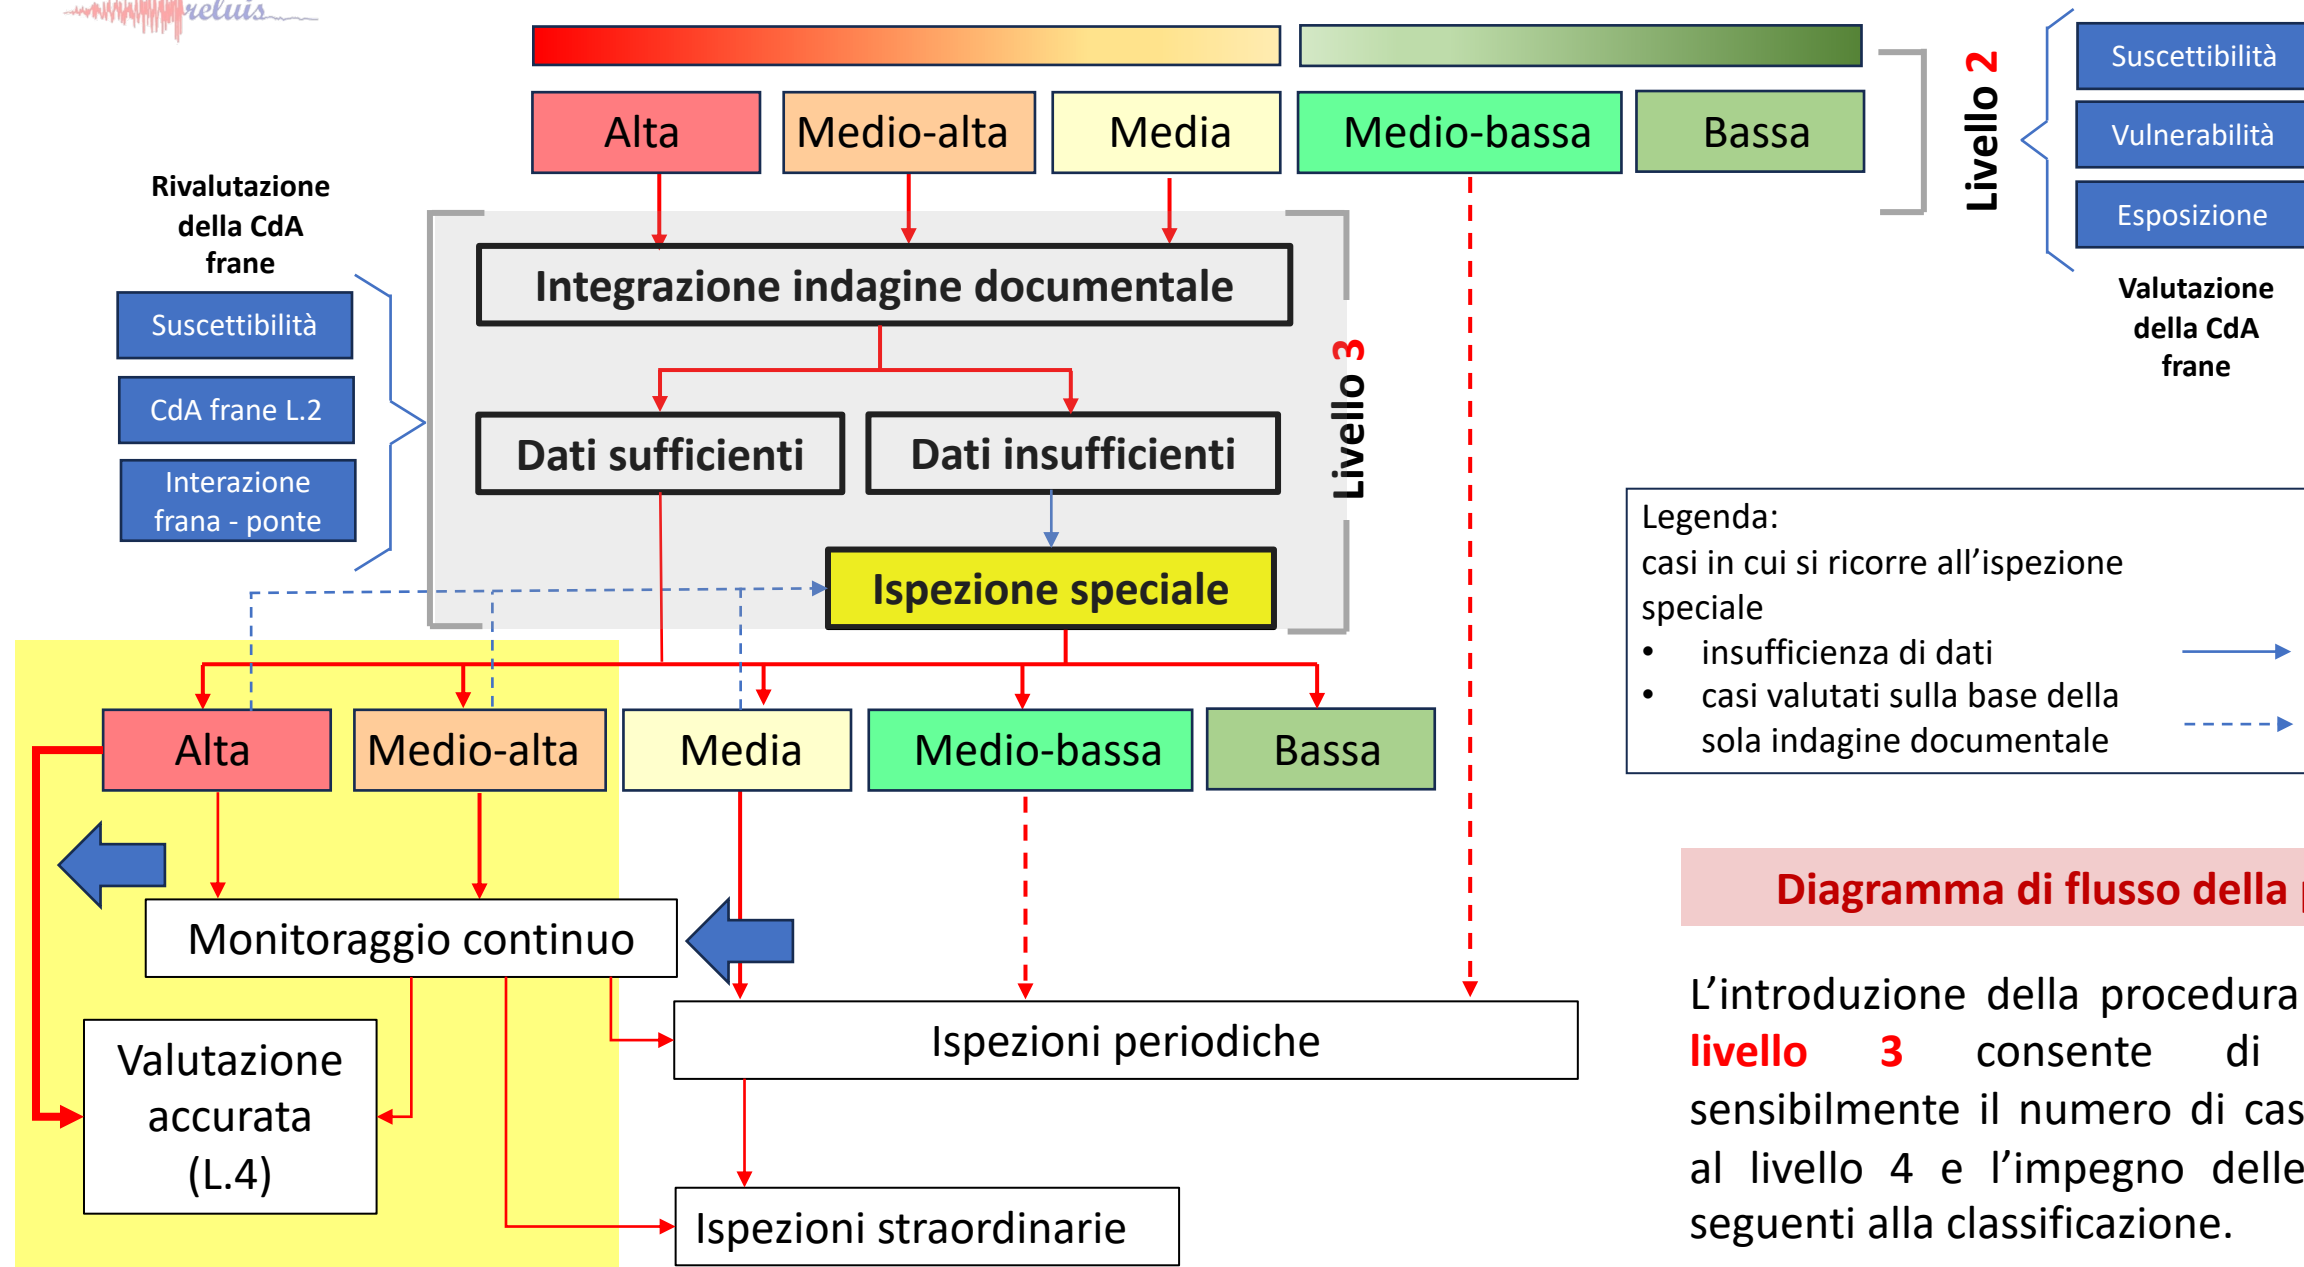 reluis
Alta
Medio-alta
Media
Medio-bassa
Bassa
Livello 2
Suscettibilità
Vulnerabilità
Esposizione
Valutazione
della CdA
frane
Rivalutazione
della CdA
frane
Suscettibilità
CdA frane L.2
Interazione
frana - ponte
Integrazione indagine documentale
Dati sufficienti
Dati insufficienti
Ispezione speciale
Livello 3
Legenda:
casi in cui si ricorre all’ispezione
speciale
• insufficienza di dati
• casi valutati sulla base della
sola indagine documentale
Alta
Medio-alta
Media
Medio-bassa
Bassa
Monitoraggio continuo
Valutazione
accurata
(L.4)
Ispezioni periodiche
Ispezioni straordinarie
Diagramma di flusso della
L’introduzione della procedura
livello 3 consente di
sensibilmente il numero di cas
al livello 4 e l’impegno delle
seguenti alla classificazione.